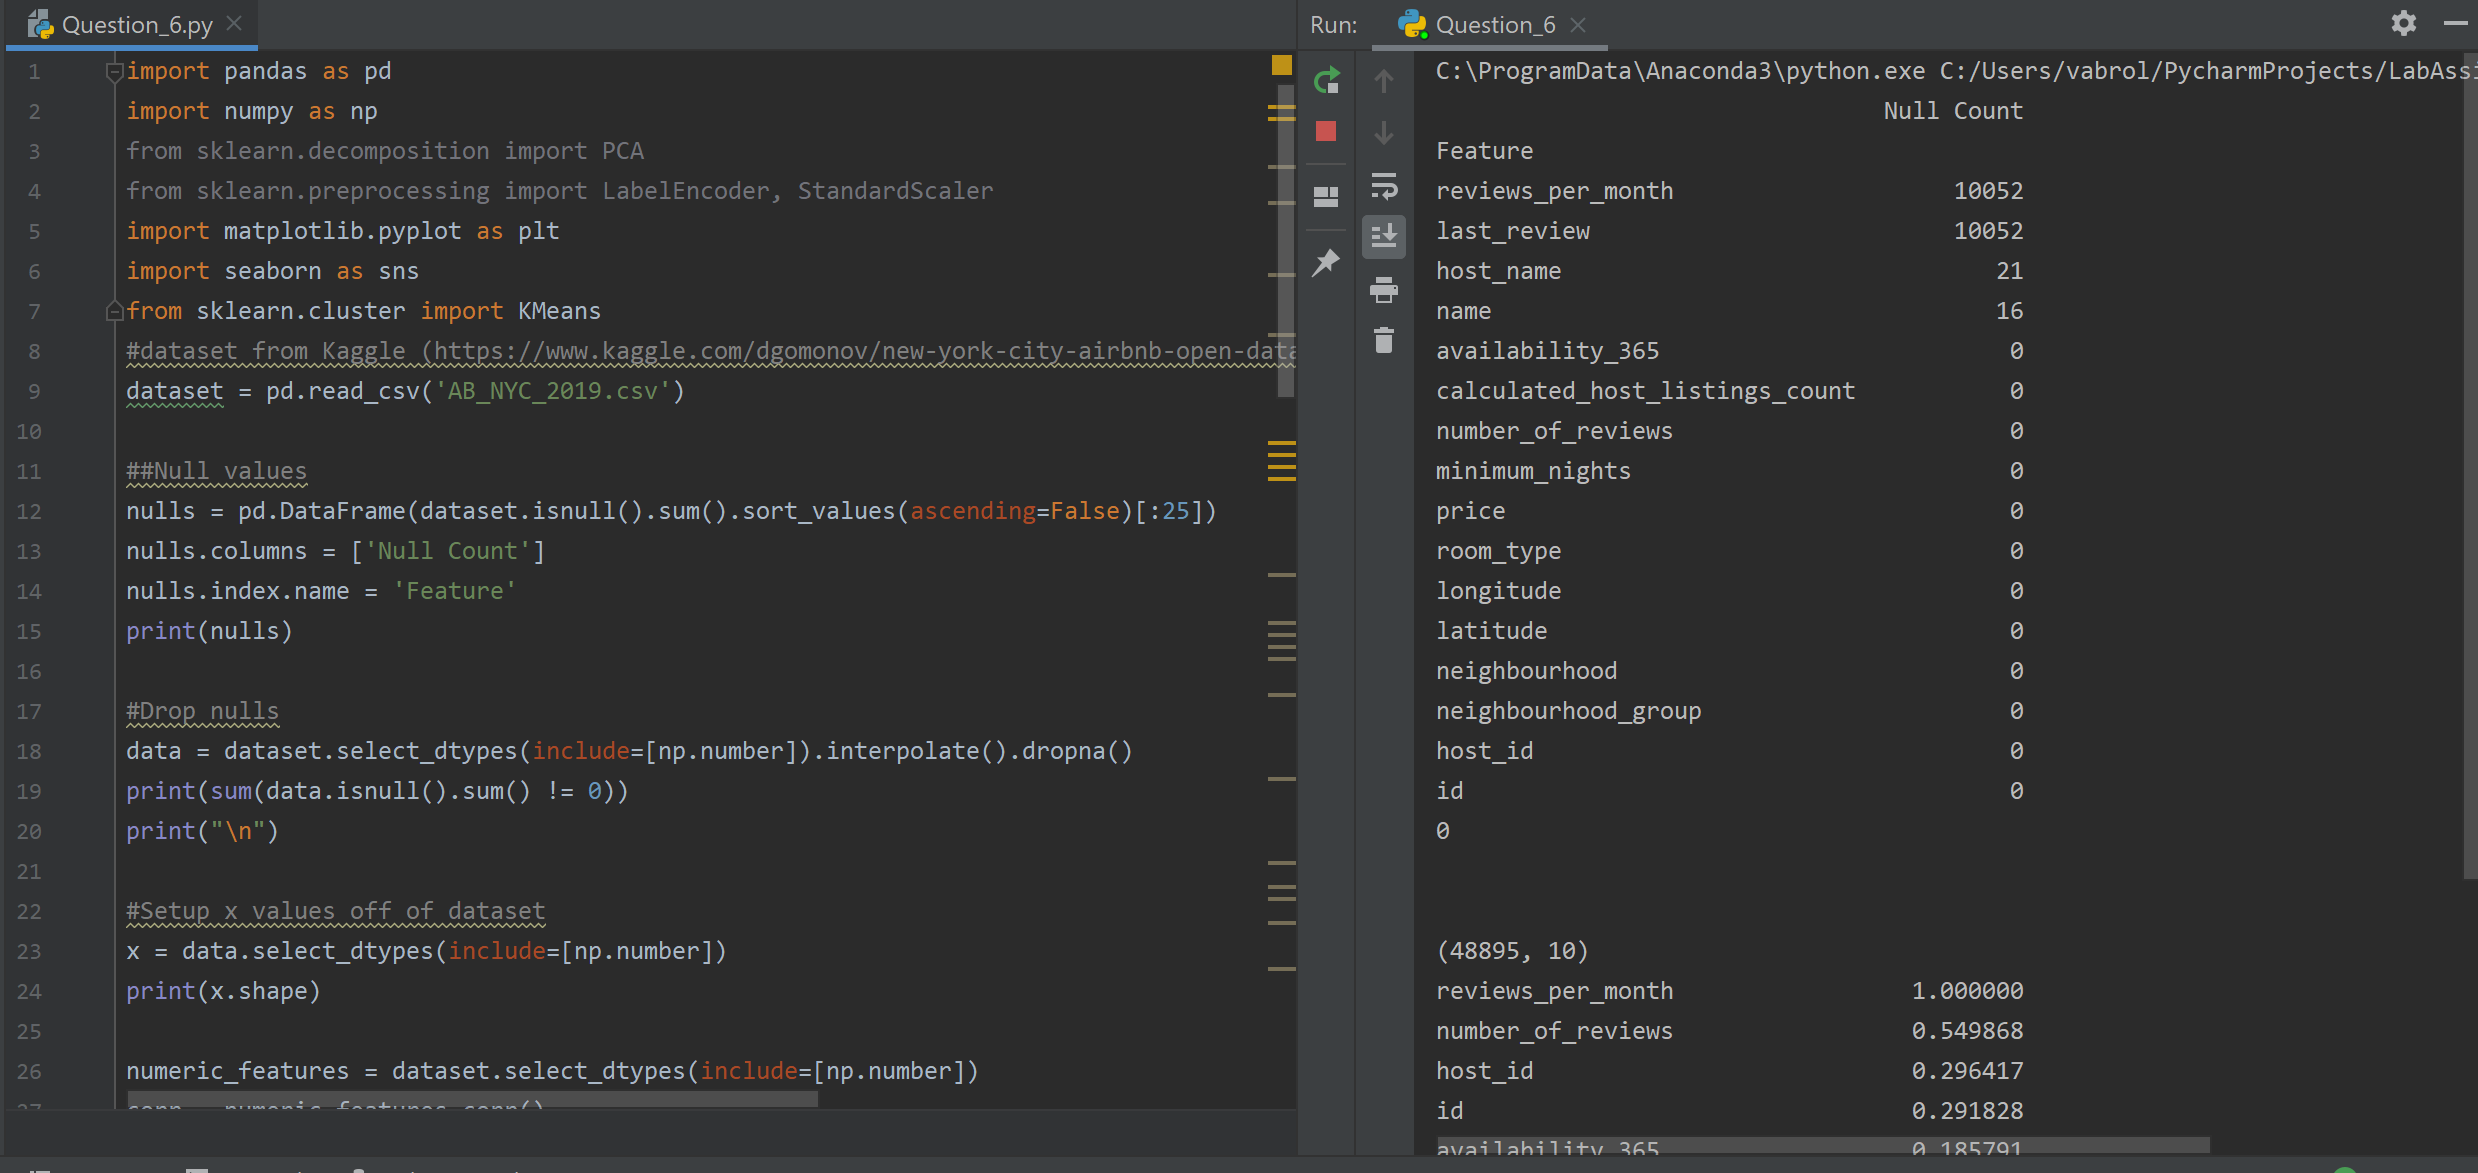 Question_6.py
1 import pandas as pd
2 import numpy as np
3 from sklearn.decomposition import PCA
4 from sklearn.preprocessing import LabelEncoder, StandardScaler
5 import matplotlib.pyplot as plt
6 import seaborn as sns
7 from sklearn.cluster import KMeans
8 #dataset from Kaggle (https://www.kaggle.com/dgomonov/new-york-city-airbnb-open-data
9 dataset = pd.read_csv('AB_NYC_2019.csv')
10
11 ##Null values
12 nulls = pd.DataFrame(dataset.isnull().sum().sort_values(ascending=False)[:25])
13 nulls.columns = ['Null Count']
14 nulls.index.name = 'Feature'
15 print(nulls)
16
17 #Drop nulls
18 data = dataset.select_dtypes(include=[np.number]).interpolate().dropna()
19 print(sum(data.isnull().sum() != 0))
20 print("\n")
21
22 #Setup x values off of dataset
23 x = data.select_dtypes(include=[np.number])
24 print(x.shape)
25
26 numeric_features = dataset.select_dtypes(include=[np.number])
27 corr = numeric_features.corr()
Run: Question_6
C:\ProgramData\Anaconda3\python.exe C:/Users/vabrol/PycharmProjects/LabAssi
Null Count
Feature
reviews_per_month 10052
last_review 10052
host_name 21
name 16
availability_365 0
calculated_host_listings_count 0
number_of_reviews 0
minimum_nights 0
price 0
room_type 0
longitude 0
latitude 0
neighbourhood 0
neighbourhood_group 0
host_id 0
id 0
0
(48895, 10)
reviews_per_month 1.000000
number_of_reviews 0.549868
host_id 0.296417
id 0.291828
availability_365 0.185791